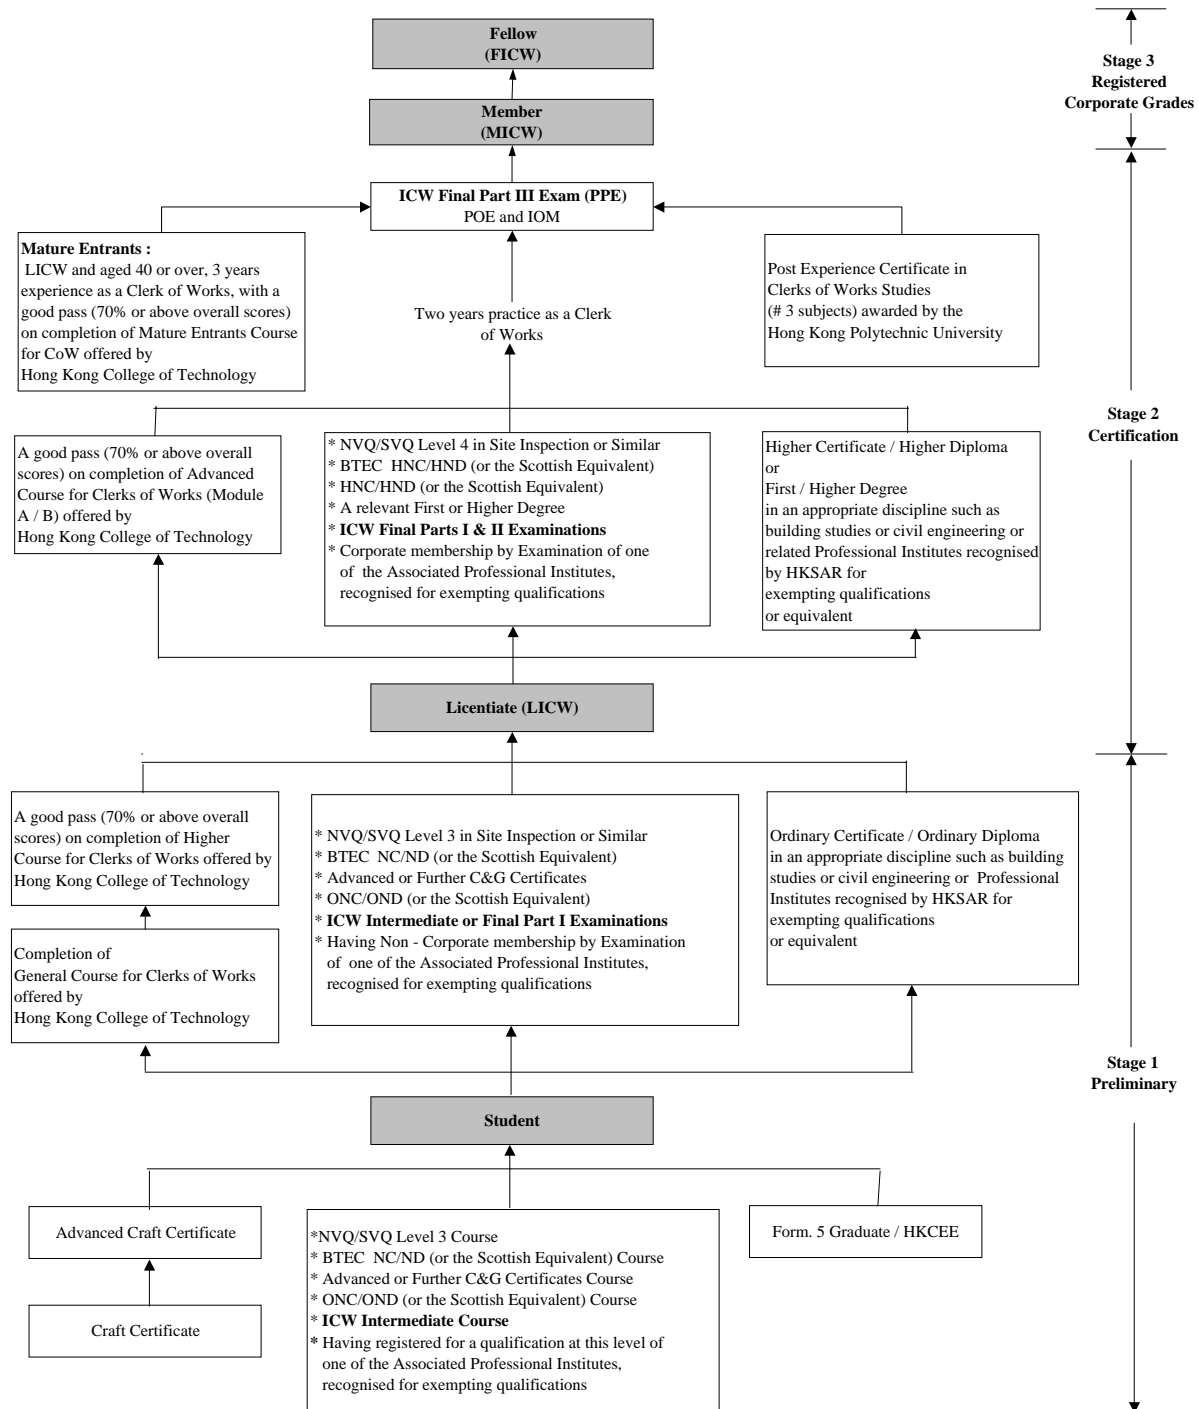 Fellow
(FICW)
Stage 3
Registered
Corporate Grades
Member
(MICW)
ICW Final Part III Exam (PPE)
POE and IOM
Mature Entrants :
LICW and aged 40 or over, 3 years
experience as a Clerk of Works, with a
good pass (70% or above overall scores)
on completion of Mature Entrants Course
for CoW offered by
Hong Kong College of Technology
Two years practice as a Clerk
of Works
Post Experience Certificate in
Clerks of Works Studies
(# 3 subjects) awarded by the
Hong Kong Polytechnic University
Stage 2
Certification
A good pass (70% or above overall
scores) on completion of Advanced
Course for Clerks of Works (Module
A / B) offered by
Hong Kong College of Technology
* NVQ/SVQ Level 4 in Site Inspection or Similar
* BTEC HNC/HND (or the Scottish Equivalent)
* HNC/HND (or the Scottish Equivalent)
* A relevant First or Higher Degree
* ICW Final Parts I & II Examinations
* Corporate membership by Examination of one
of the Associated Professional Institutes,
recognised for exempting qualifications
Higher Certificate / Higher Diploma
or
First / Higher Degree
in an appropriate discipline such as
building studies or civil engineering or
related Professional Institutes recognised
by HKSAR for
exempting qualifications
or equivalent
Licentiate (LICW)
A good pass (70% or above overall
scores) on completion of Higher
Course for Clerks of Works offered by
Hong Kong College of Technology
Completion of
General Course for Clerks of Works
offered by
Hong Kong College of Technology
* NVQ/SVQ Level 3 in Site Inspection or Similar
* BTEC NC/ND (or the Scottish Equivalent)
* Advanced or Further C&G Certificates
* ONC/OND (or the Scottish Equivalent)
* ICW Intermediate or Final Part I Examinations
* Having Non - Corporate membership by Examination
of one of the Associated Professional Institutes,
recognised for exempting qualifications
Ordinary Certificate / Ordinary Diploma
in an appropriate discipline such as building
studies or civil engineering or Professional
Institutes recognised by HKSAR for
exempting qualifications
or equivalent
Stage 1
Preliminary
Student
Advanced Craft Certificate
Craft Certificate
*NVQ/SVQ Level 3 Course
* BTEC NC/ND (or the Scottish Equivalent) Course
* Advanced or Further C&G Certificates Course
* ONC/OND (or the Scottish Equivalent) Course
* ICW Intermediate Course
* Having registered for a qualification at this level of
one of the Associated Professional Institutes,
recognised for exempting qualifications
Form. 5 Graduate / HKCEE